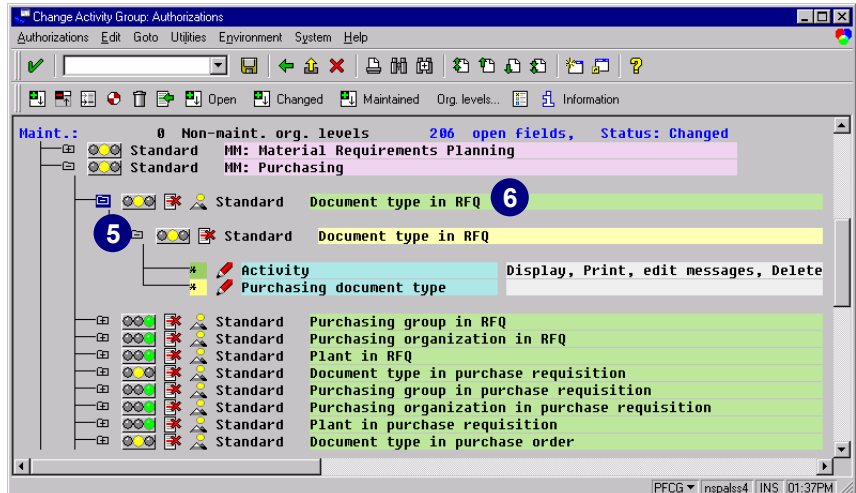 Change Activity Group: Authorizations
Authorizations Edit Goto Utilities Environment System Help
Open Changed Maintained Org. levels... Information
Maint.: 0 Non-maint. org. levels 206 open fields, Status: Changed
Standard MM: Material Requirements Planning
Standard MM: Purchasing
Standard Document type in RFQ 6
5 Standard Document type in RFQ
* Activity Display, Print, edit messages, Delete
* Purchasing document type
Standard Purchasing group in RFQ
Standard Purchasing organization in RFQ
Standard Plant in RFQ
Standard Document type in purchase requisition
Standard Purchasing group in purchase requisition
Standard Purchasing organization in purchase requisition
Standard Plant in purchase requisition
Standard Document type in purchase order
PFCG nspalss4 INS 01:37PM